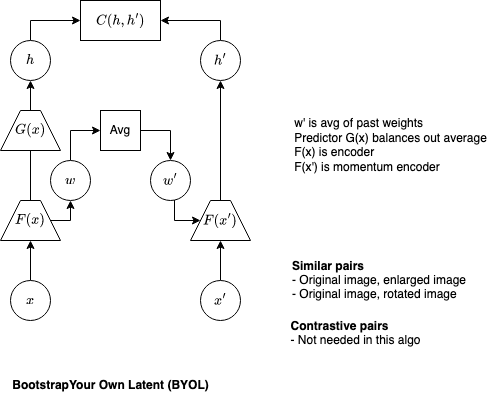 C(h, h′)
h
h′
G(x)
Avg
w
w′
F(x)
F(x′)
x
x′
w' is avg of past weights
Predictor G(x) balances out average
F(x) is encoder
F(x') is momentum encoder
Similar pairs
- Original image, enlarged image
- Original image, rotated image
Contrastive pairs
- Not needed in this algo
BootstrapYour Own Latent (BYOL)